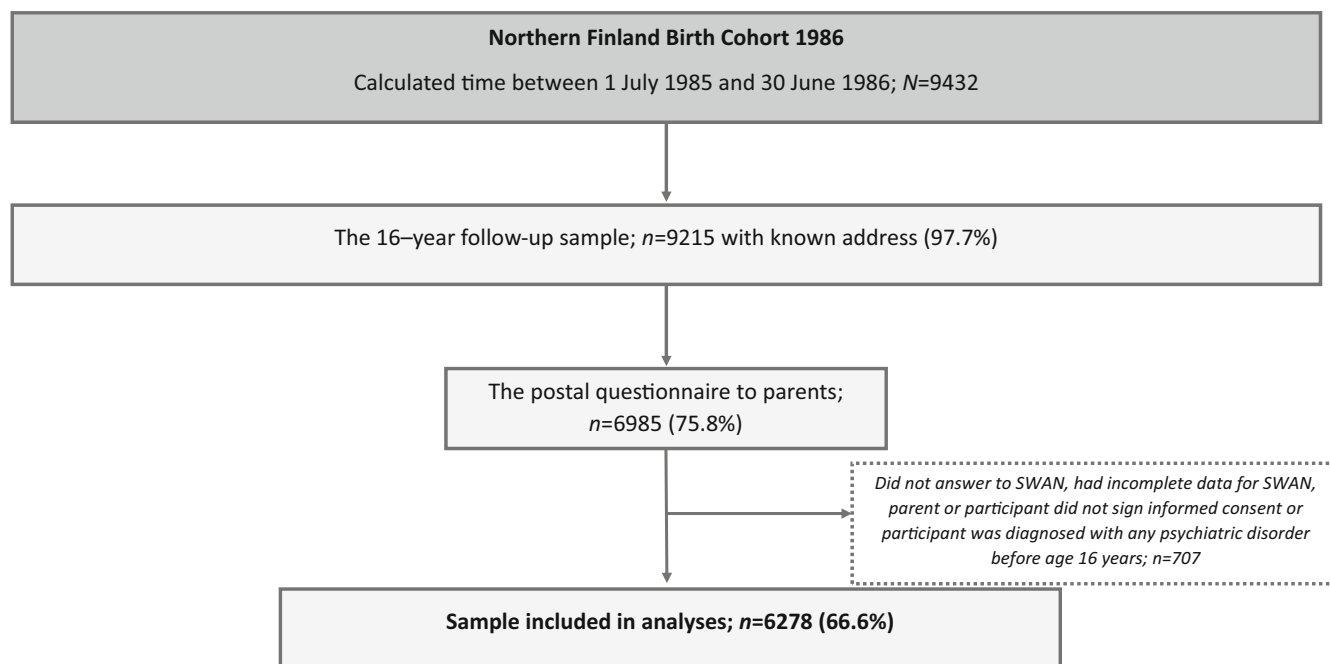 Northern Finland Birth Cohort 1986
Calculated time between 1 July 1985 and 30 June 1986; N=9432
The 16–year follow-up sample; n=9215 with known address (97.7%)
The postal questionnaire to parents;
n=6985 (75.8%)
Did not answer to SWAN, had incomplete data for SWAN,
parent or participant did not sign informed consent or
participant was diagnosed with any psychiatric disorder
before age 16 years; n=707
Sample included in analyses; n=6278 (66.6%)